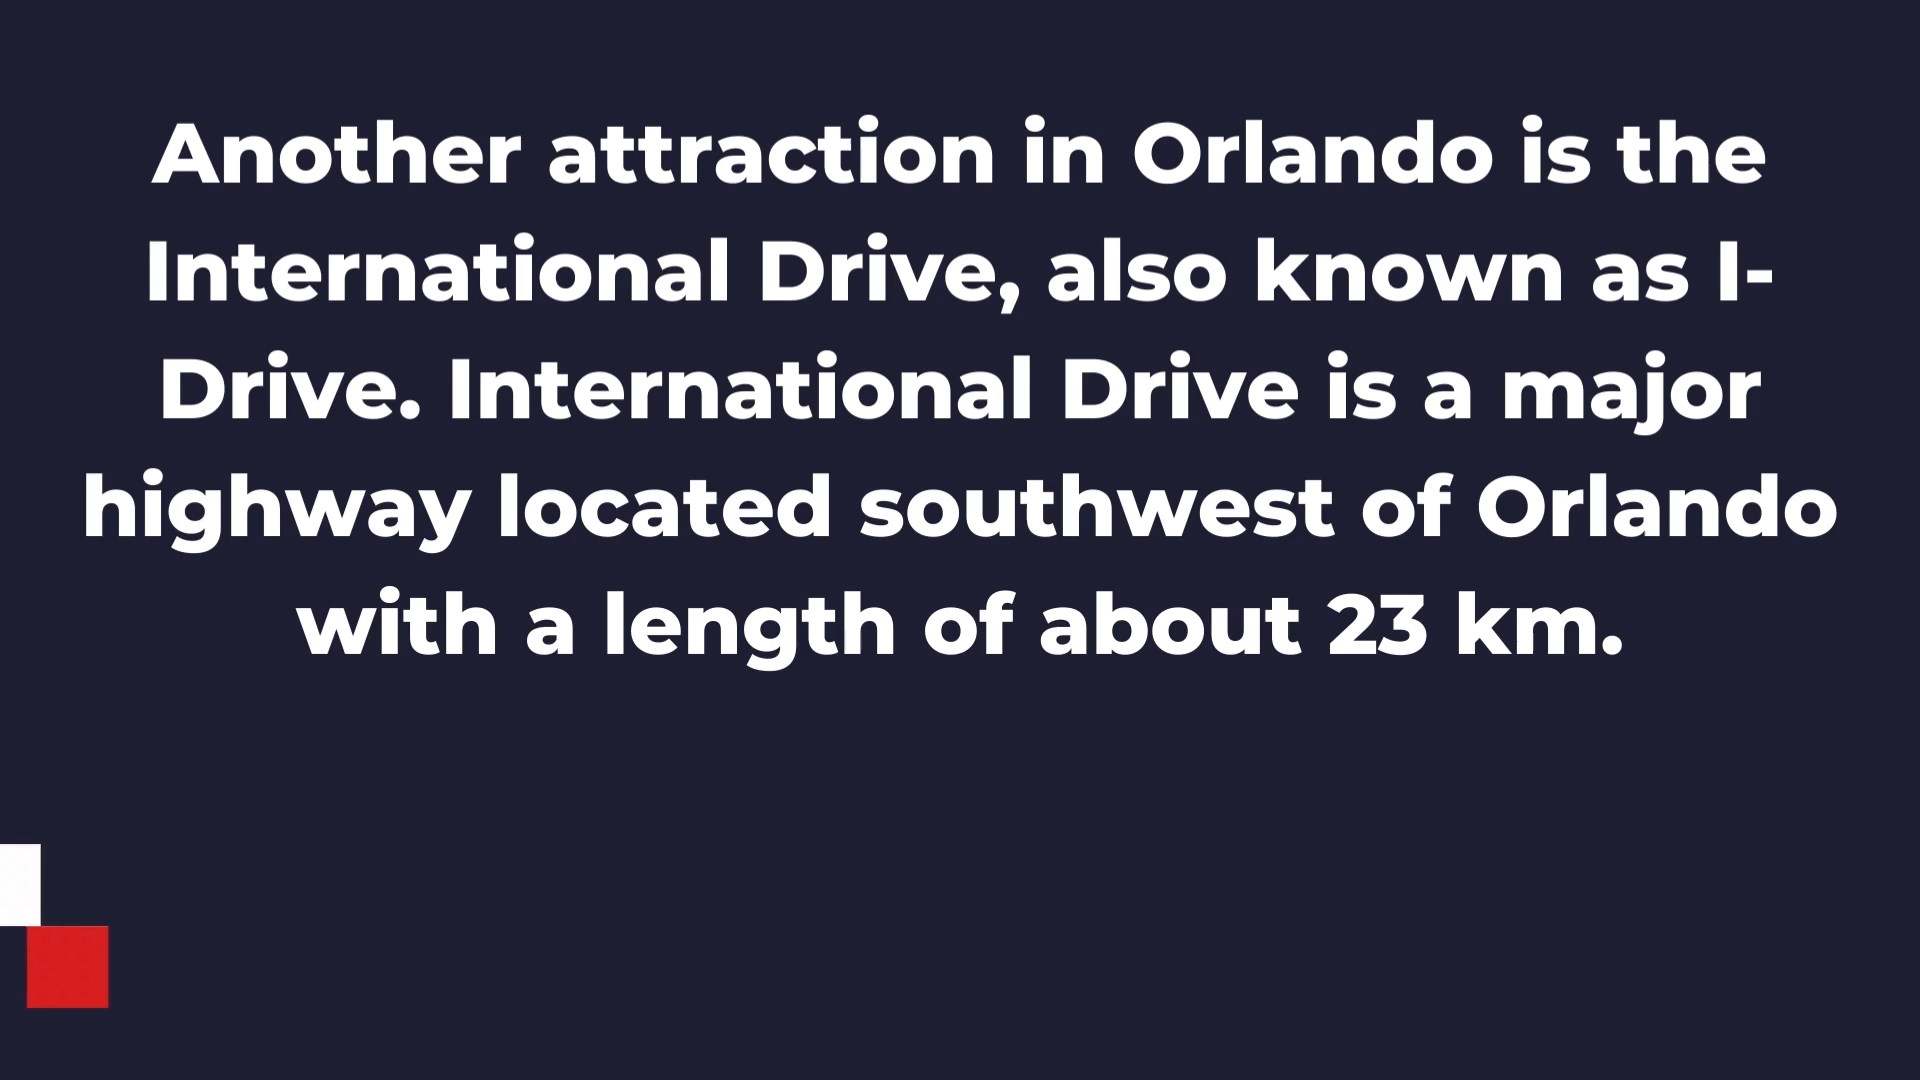 Another attraction in Orlando is the
International Drive, also known as I-
Drive. International Drive is a major
highway located southwest of Orlando
with a length of about 23 km.